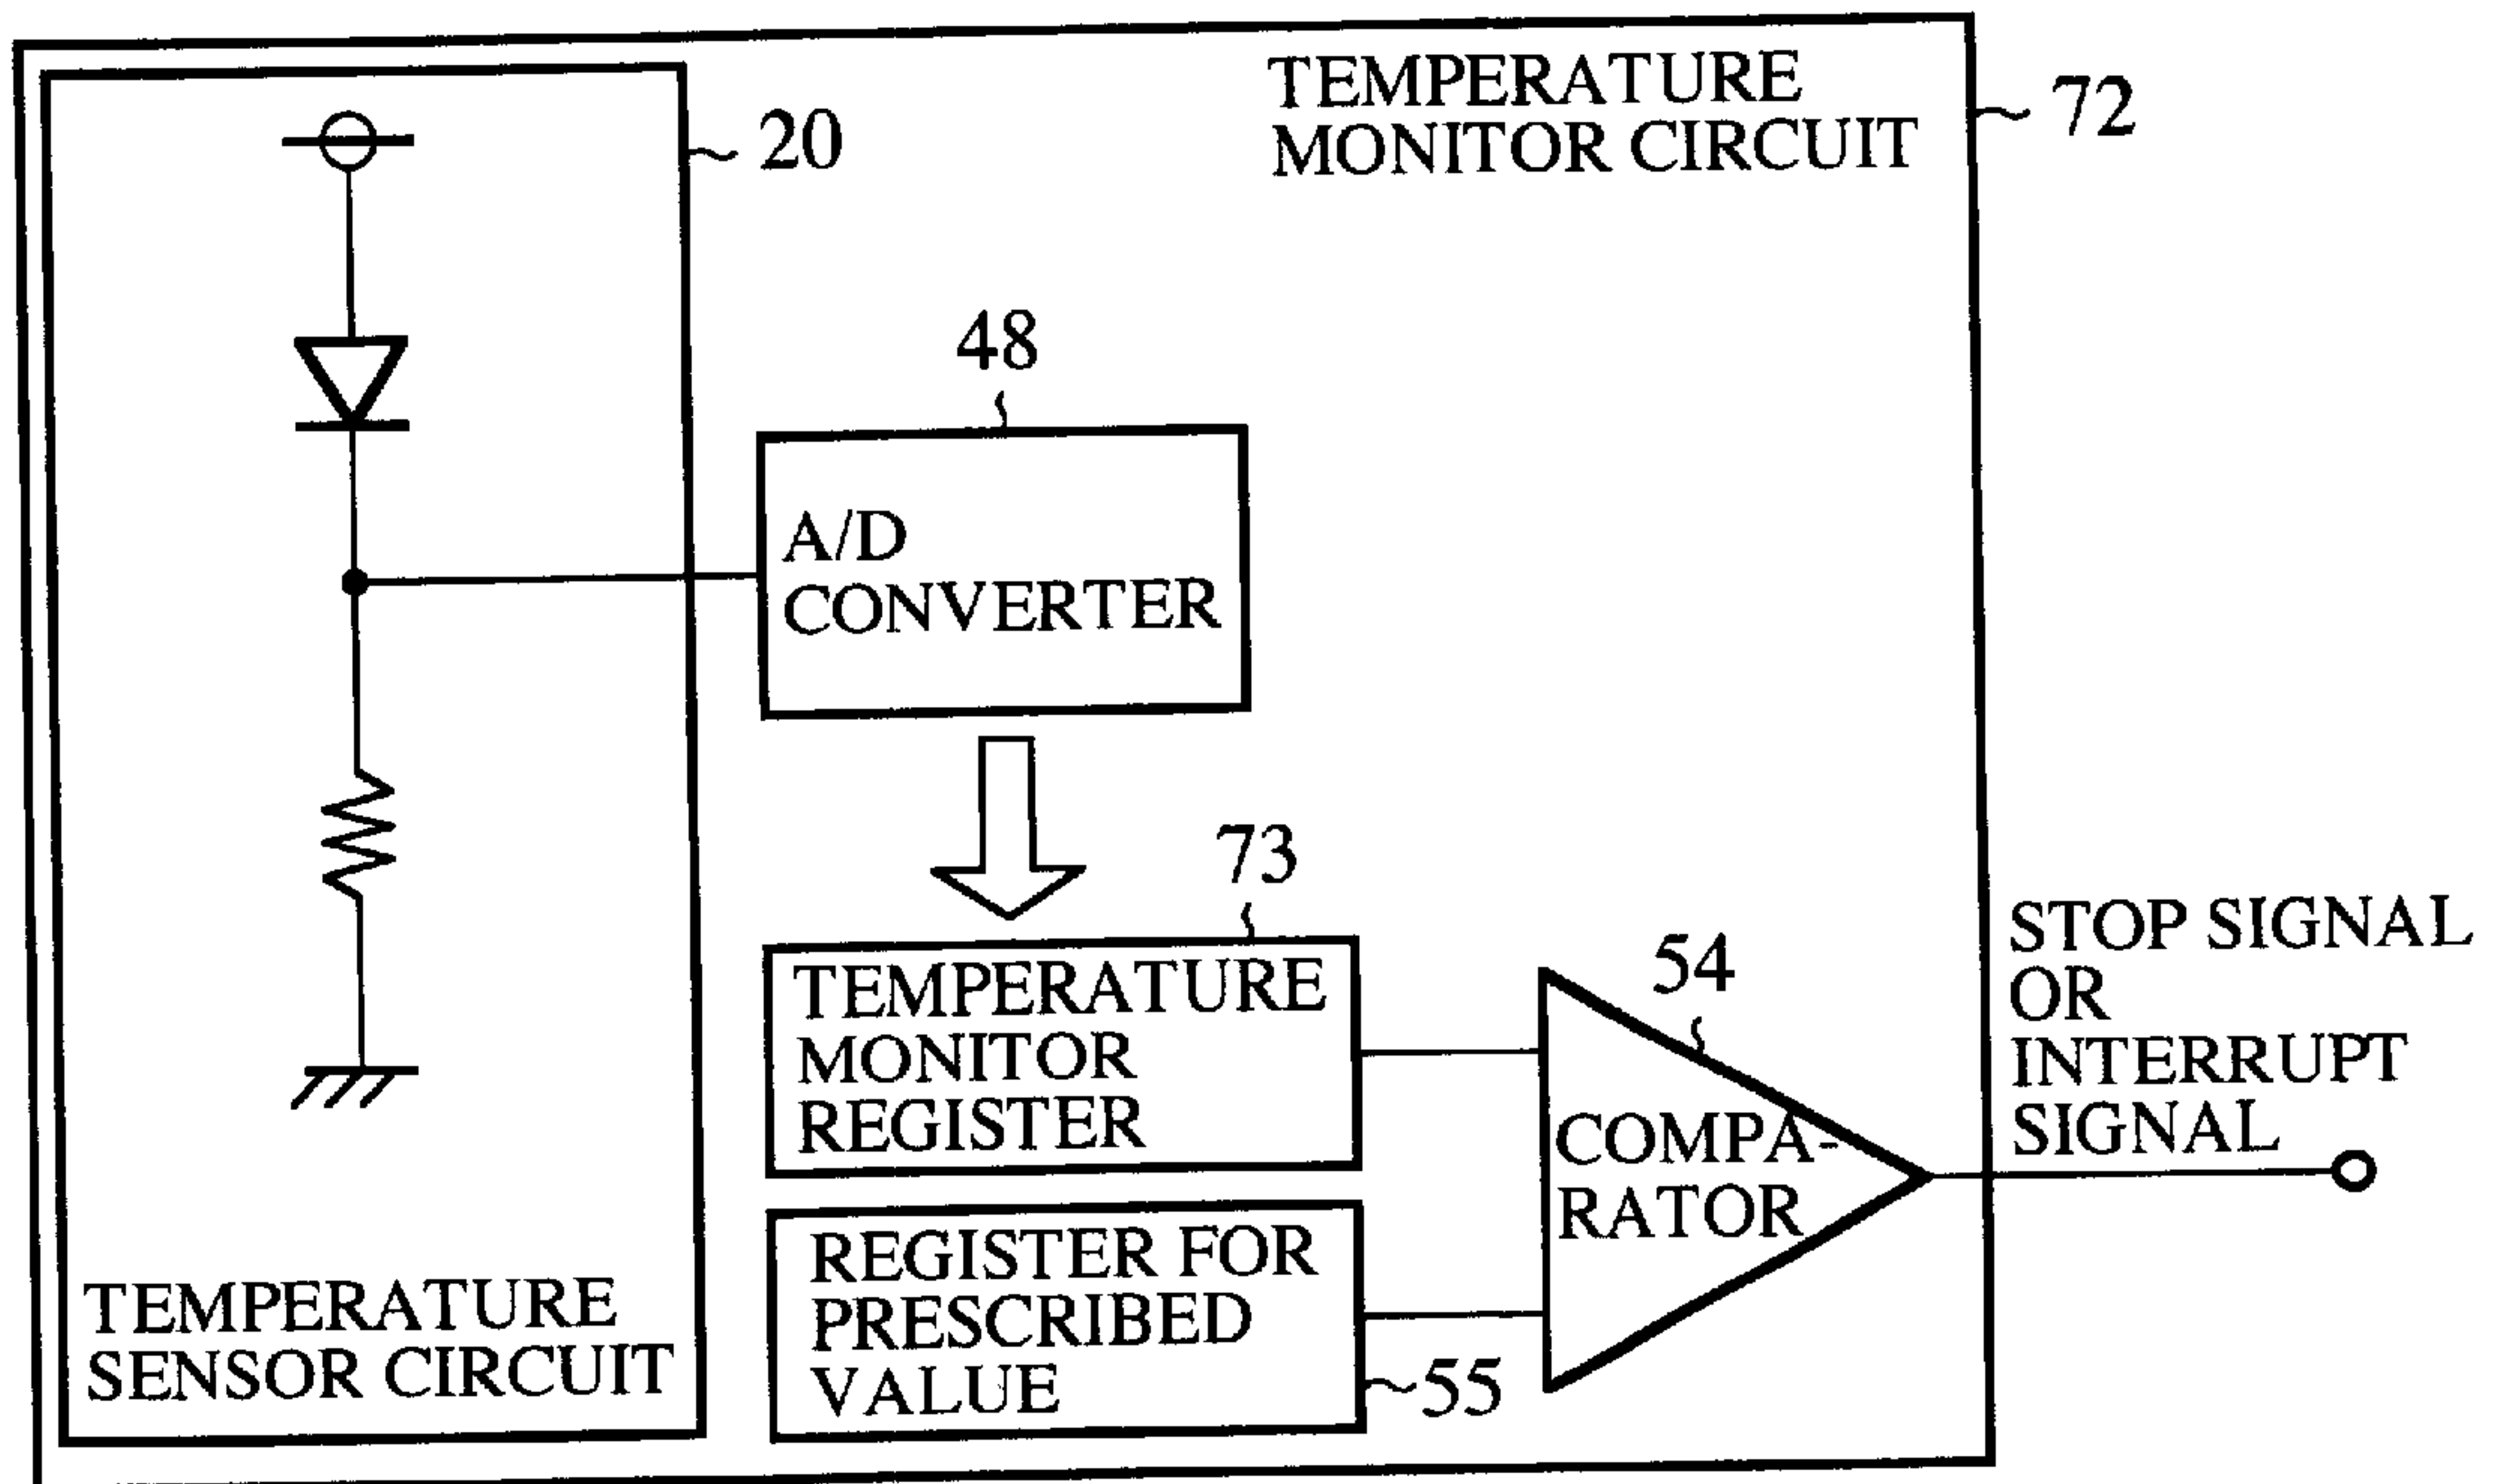 TEMPERATURE
MONITOR CIRCUIT
72
20
48
A/D
CONVERTER
73
TEMPERATURE
MONITOR
REGISTER
54
COMPA-
RATOR
STOP SIGNAL
OR
INTERRUPT
SIGNAL
REGISTER FOR
PRESCRIBED
VALUE
55
TEMPERATURE
SENSOR CIRCUIT